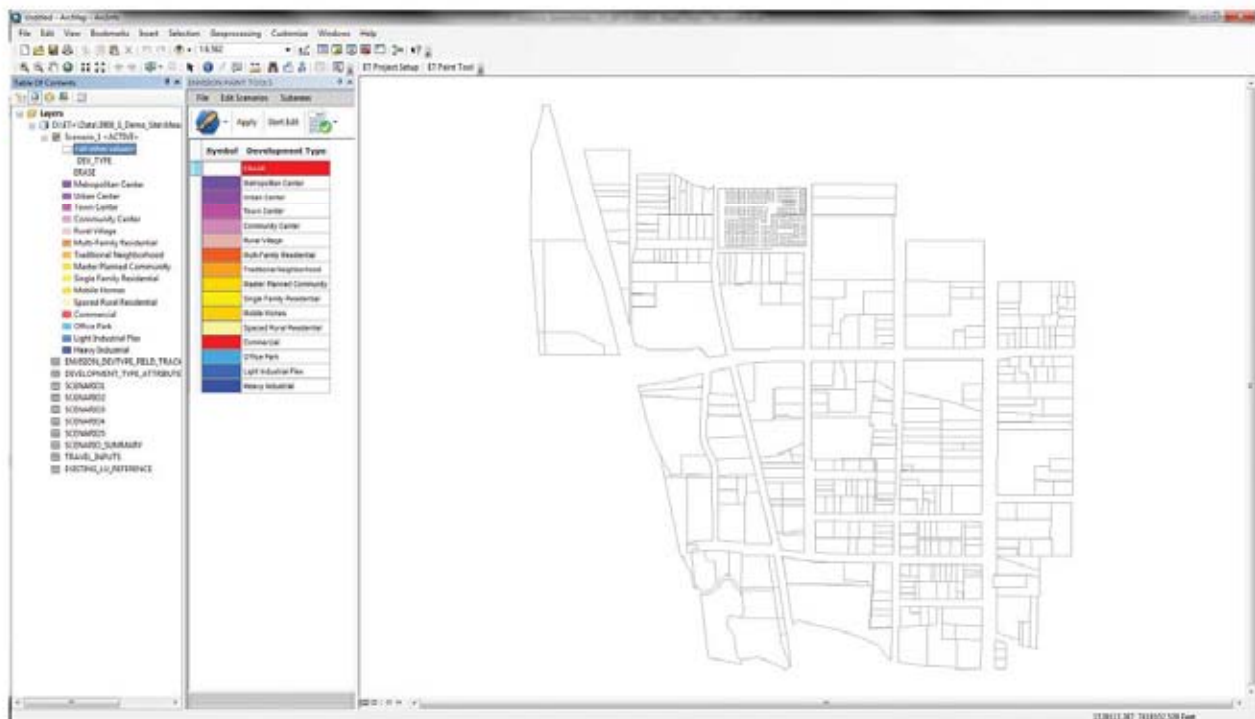 Untitled - ArcMap - ArcInfo
File Edit View Bookmarks Insert Selection Geoprocessing Customize Windows Help
ET Project Setup ET Paint Tool
Table Of Contents
ENVISION PAINT TOOLS
File Edit Scenarios Subareas
Apply Start Edit
Symbol Development Type
ERASE
Metropolitan Center
Urban Center
Town Center
Community Center
Rural Village
Multi-Family Residential
Traditional Neighborhood
Master Planned Community
Single Family Residential
Mobile Homes
Spaced Rural Residential
Commercial
Office Park
Light Industrial Flex
Heavy Industrial
Layers
Scenario_1 <ACTIVE>
<all other values>
DEV_TYPE
ERASE
Metropolitan Center
Urban Center
Town Center
Community Center
Rural Village
Multi-Family Residential
Traditional Neighborhood
Master Planned Community
Single Family Residential
Mobile Homes
Spaced Rural Residential
Commercial
Office Park
Light Industrial Flex
Heavy Industrial
ENVISION_DEVTYPE_FIELD_TRACK
DEVELOPMENT_TYPE_ATTRIBUTE
SCENARIO1
SCENARIO2
SCENARIO3
SCENARIO4
SCENARIO5
SCENARIO_SUMMARY
TRAVEL_INPUTS
EXISTING_LU_REFERENCE